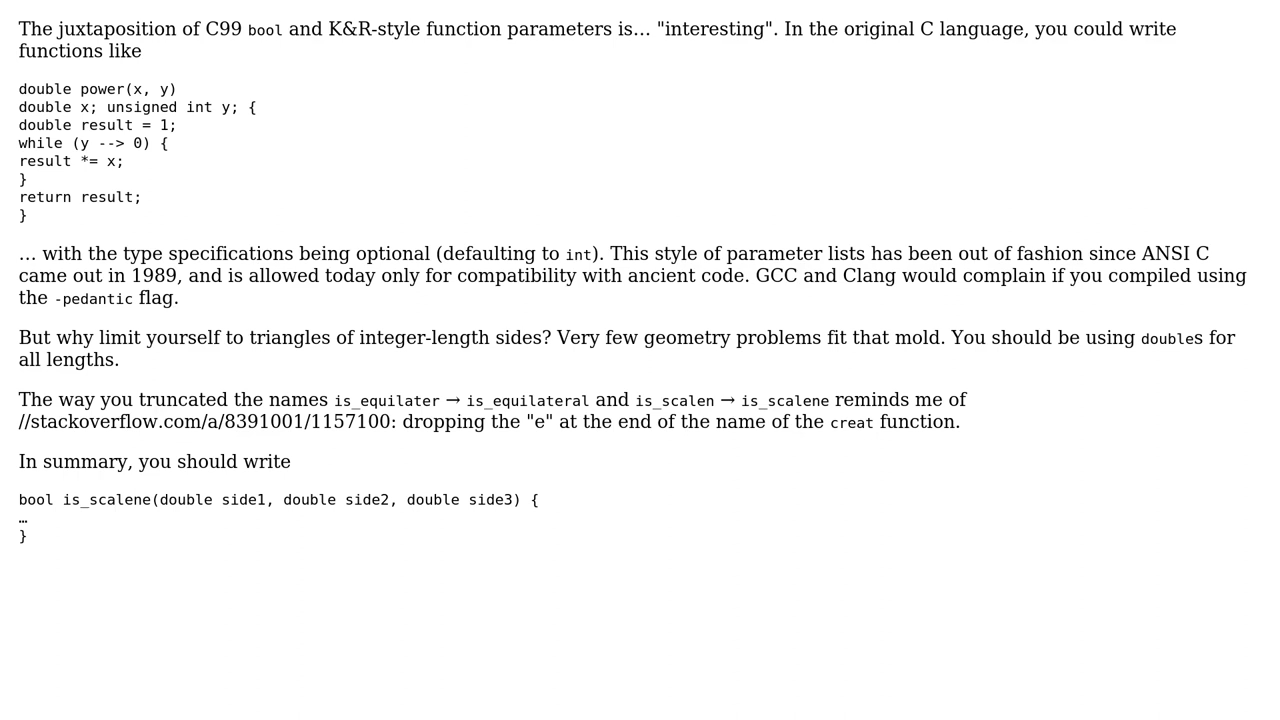 The juxtaposition of C99 bool and K&R-style function parameters is… "interesting". In the original C language, you could write
functions like
double power(x, y)
double x; unsigned int y; {
double result = 1;
while (y --> 0) {
result *= x;
}
return result;
}
… with the type specifications being optional (defaulting to int). This style of parameter lists has been out of fashion since ANSI C
came out in 1989, and is allowed today only for compatibility with ancient code. GCC and Clang would complain if you compiled using
the -pedantic flag.
But why limit yourself to triangles of integer-length sides? Very few geometry problems fit that mold. You should be using doubles for
all lengths.
The way you truncated the names is_equilater → is_equilateral and is_scalen → is_scalene reminds me of
//stackoverflow.com/a/8391001/1157100: dropping the "e" at the end of the name of the creat function.
In summary, you should write
bool is_scalene(double side1, double side2, double side3) {
…
}